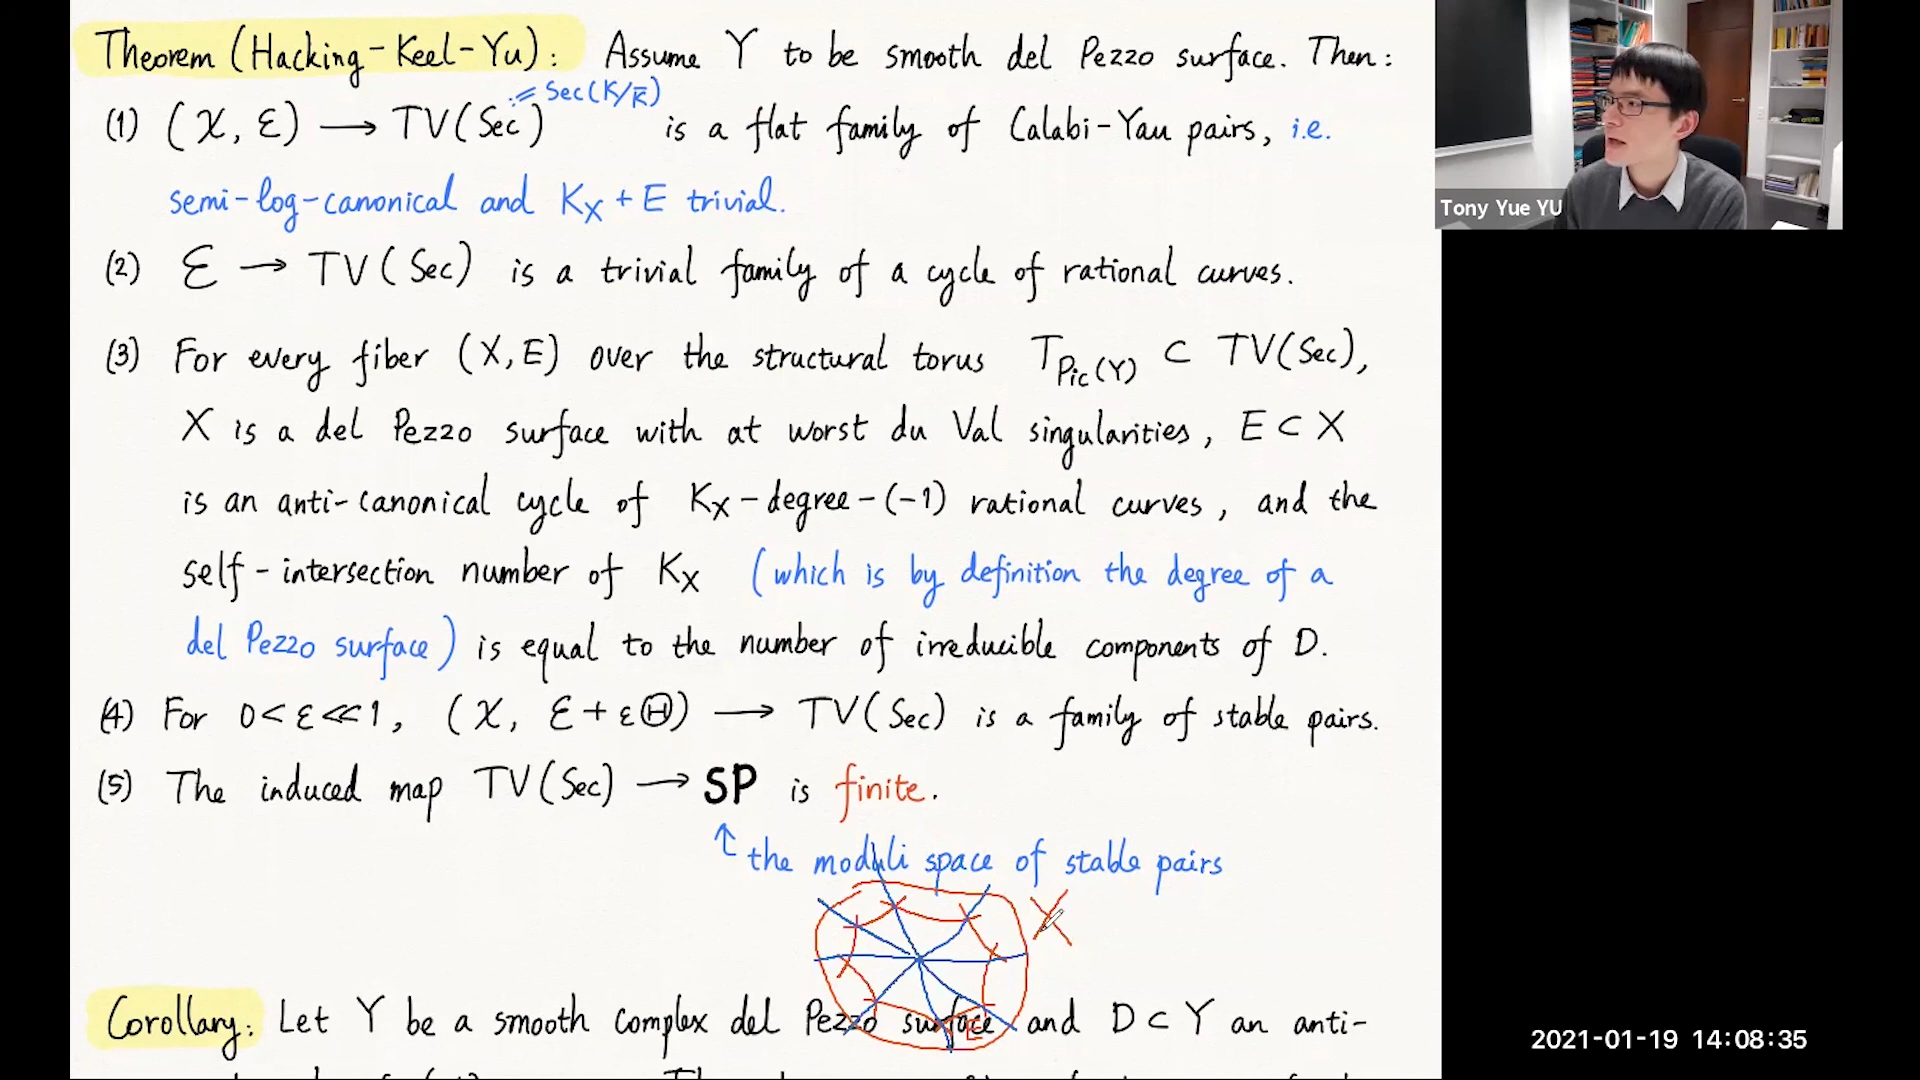 Theorem (Hacking-Keel-Yu): Assume Y to be smooth del Pezzo surface. Then:
:= Sec(K/K̄)
(1) (𝒳, ℰ) ⟶ TV(Sec) is a flat family of Calabi-Yau pairs, i.e.
semi-log-canonical and K_X + E trivial.
(2) ℰ ⟶ TV(Sec) is a trivial family of a cycle of rational curves.
(3) For every fiber (X, E) over the structural torus T_Pic(Y) ⊂ TV(Sec),
X is a del Pezzo surface with at worst du Val singularities, E ⊂ X
is an anti-canonical cycle of K_X-degree-(-1) rational curves, and the
self-intersection number of K_X (which is by definition the degree of a
del Pezzo surface) is equal to the number of irreducible components of D.
(4) For 0<ε≪1, (𝒳, ℰ+εΘ) ⟶ TV(Sec) is a family of stable pairs.
(5) The induced map TV(Sec) ⟶ SP is finite.
↑ the moduli space of stable pairs
X
E
Corollary: Let Y be a smooth complex del Pezzo surface and D ⊂ Y an anti-
Tony Yue YU
2021-01-19 14:08:35